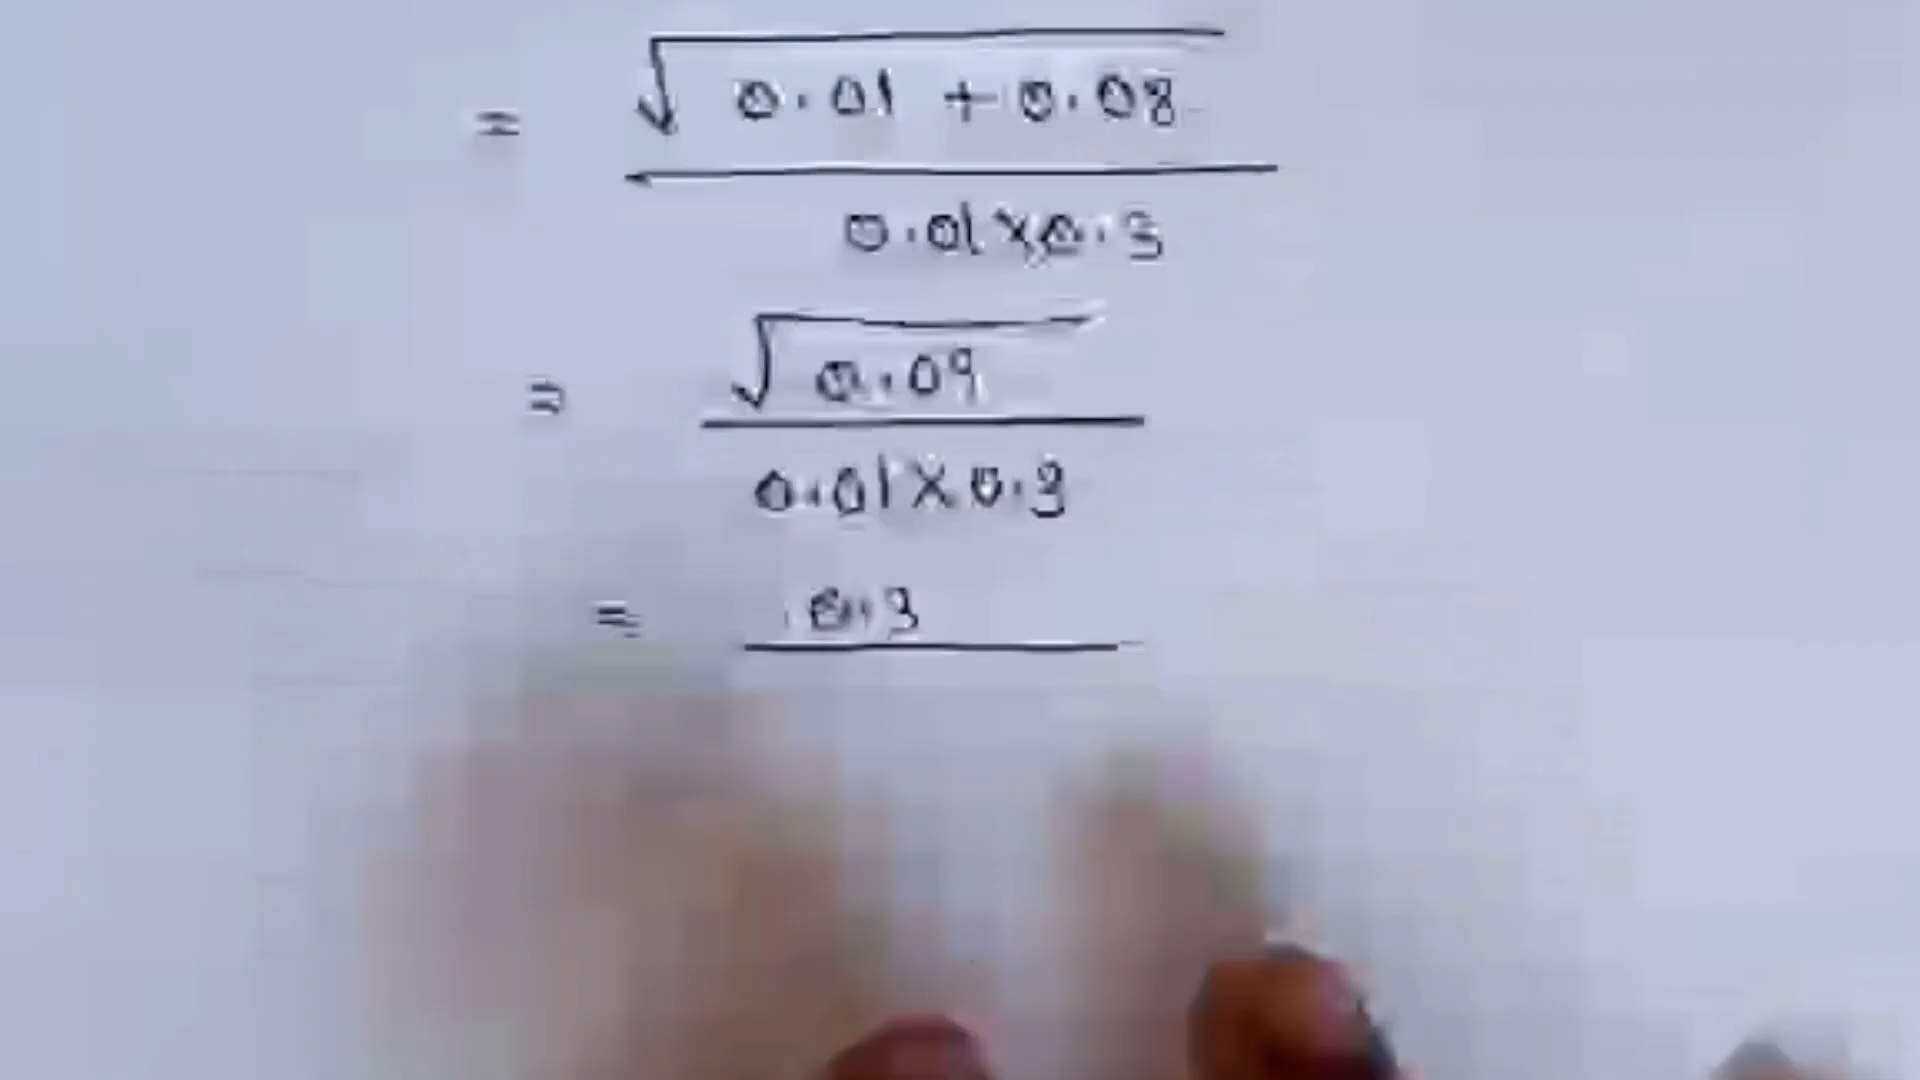 = √0.01 + 0.08
0.01×0.3
= √0.09
0.01×0.3
= 0.3